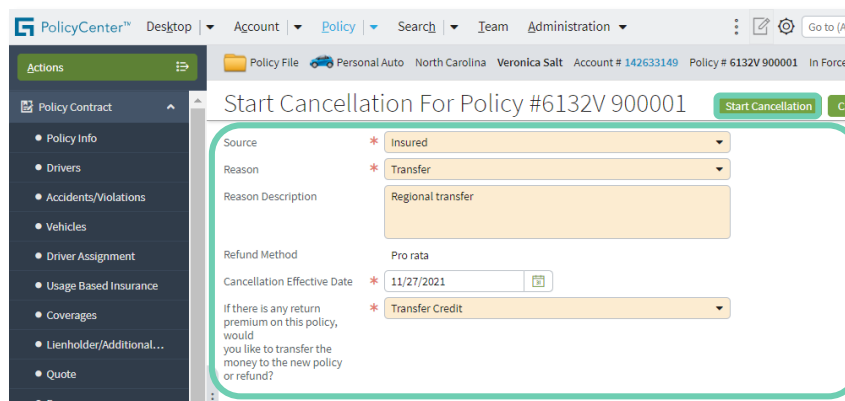 PolicyCenter™ Desktop Account Policy Search Team Administration Go to (A
Actions
Policy File Personal Auto North Carolina Veronica Salt Account # 142633149 Policy # 6132V 900001 In Force
Policy Contract
Start Cancellation For Policy #6132V 900001 Start Cancellation C
Policy Info
Source * Insured
Drivers
Reason * Transfer
Accidents/Violations
Reason Description Regional transfer
Vehicles
Driver Assignment
Refund Method Pro rata
Usage Based Insurance
Cancellation Effective Date * 11/27/2021
Coverages
If there is any return * Transfer Credit
premium on this policy,
would
Lienholder/Additional...
you like to transfer the
money to the new policy
Quote
or refund?